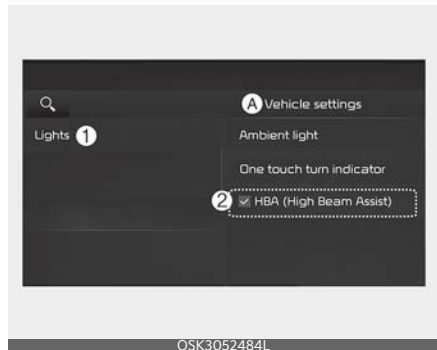 A Vehicle settings
Lights 1
Ambient light
One touch turn indicator
2 HBA (High Beam Assist)
OSK3052484L